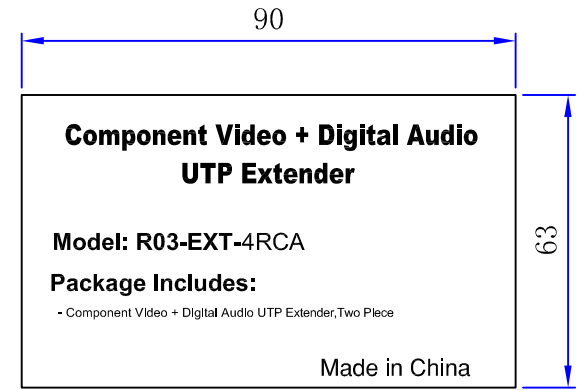 90
Component Video + Digital Audio
UTP Extender
63
Model: R03-EXT-4RCA
Package Includes:
- Component Video + Digital Audio UTP Extender,Two Piece
Made in China